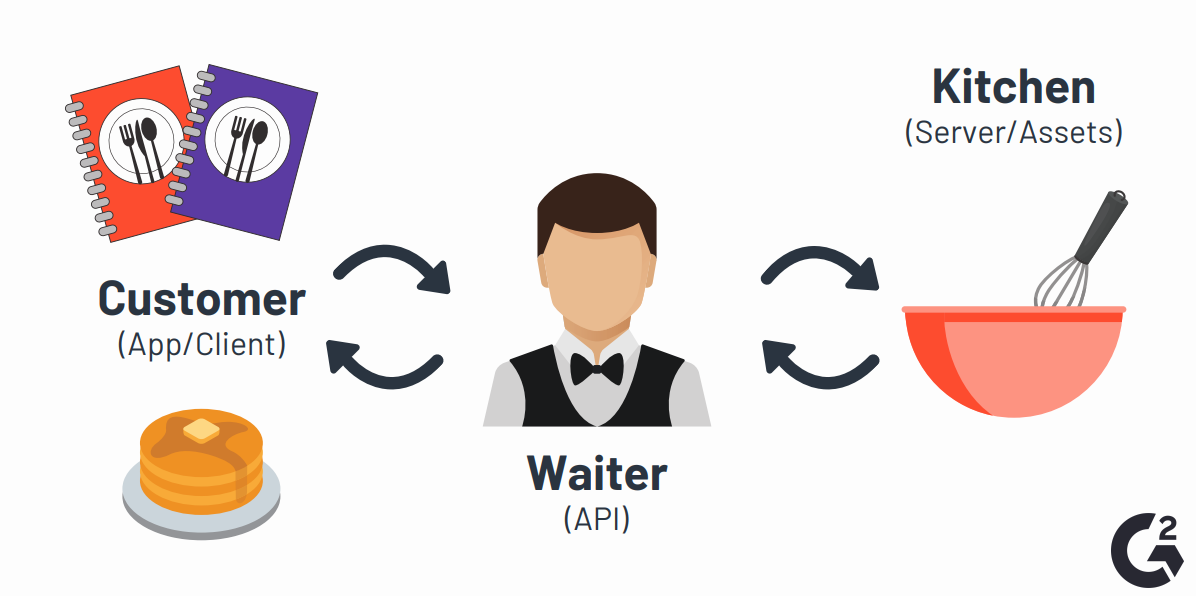 Customer
(App/Client)
Waiter
(API)
Kitchen
(Server/Assets)
G2